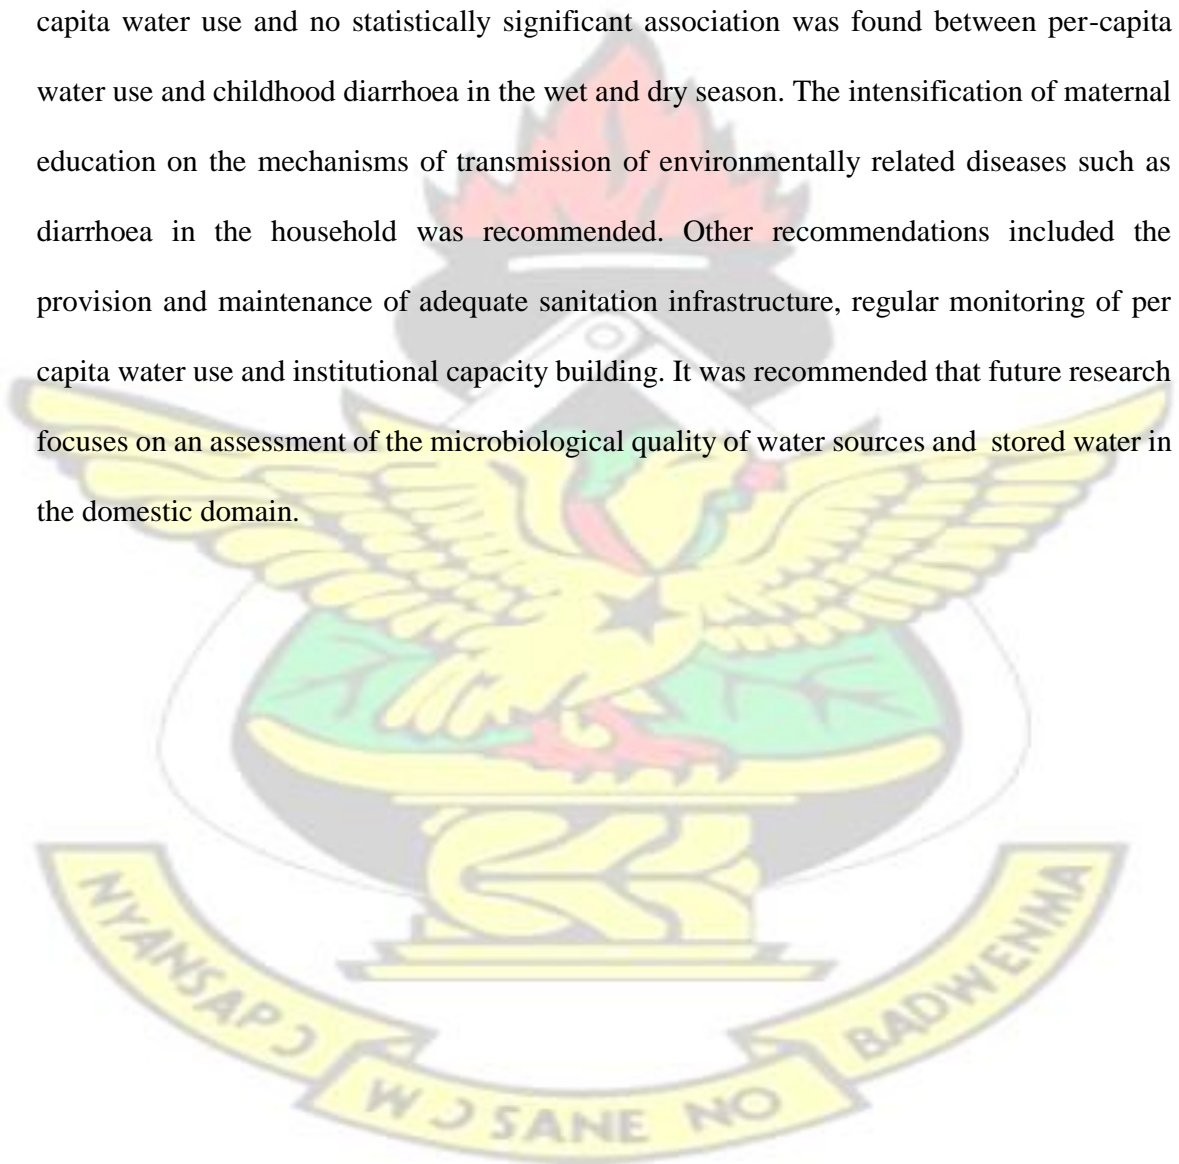 capita water use and no statistically significant association was found between per-capita
water use and childhood diarrhoea in the wet and dry season. The intensification of maternal
education on the mechanisms of transmission of environmentally related diseases such as
diarrhoea in the household was recommended. Other recommendations included the
provision and maintenance of adequate sanitation infrastructure, regular monitoring of per
capita water use and institutional capacity building. It was recommended that future research
focuses on an assessment of the microbiological quality of water sources and stored water in
the domestic domain.
NYANSAPƆ WƆ SANE NO BADWENMA